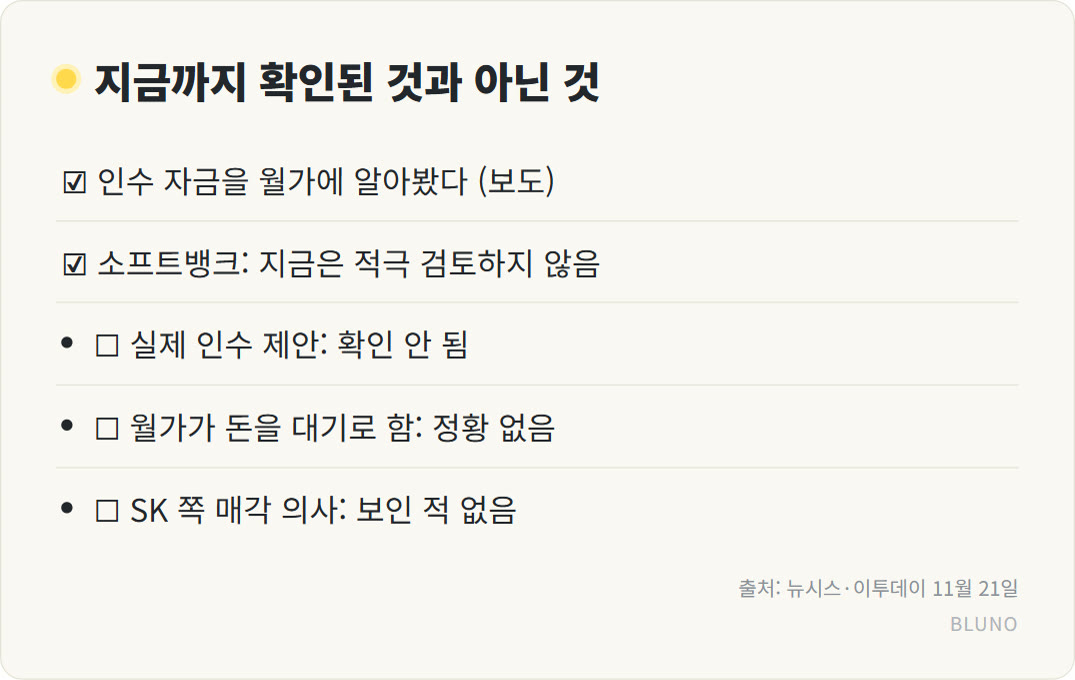 지금까지 확인된 것과 아닌 것
☑ 인수 자금을 월가에 알아봤다 (보도)
☑ 소프트뱅크: 지금은 적극 검토하지 않음
• ☐ 실제 인수 제안: 확인 안 됨
• ☐ 월가가 돈을 대기로 함: 정황 없음
• ☐ SK 쪽 매각 의사: 보인 적 없음
출처: 뉴시스·이투데이 11월 21일
BLUNO